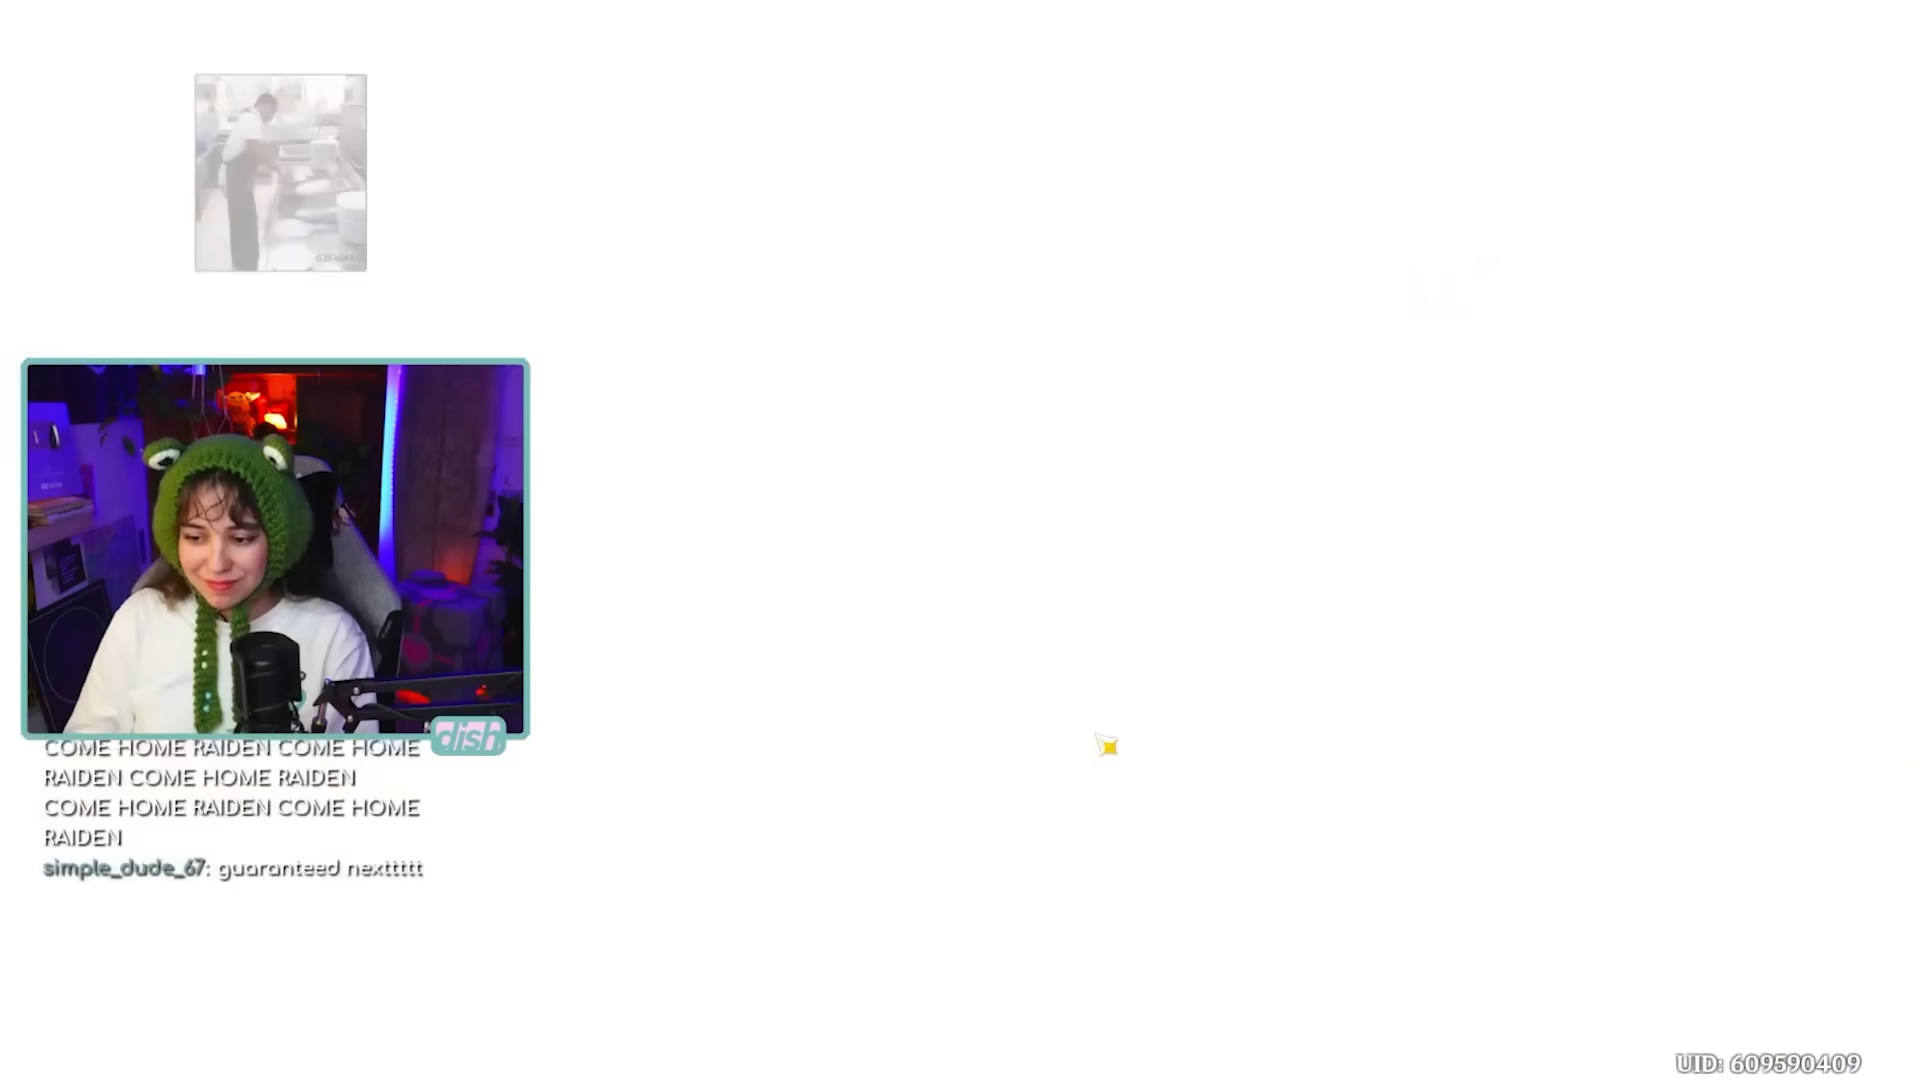 dish
COME HOME RAIDEN COME HOME
RAIDEN COME HOME RAIDEN
COME HOME RAIDEN COME HOME
RAIDEN
simple_dude_67: guaranteed nexttttt
UID: 609590409